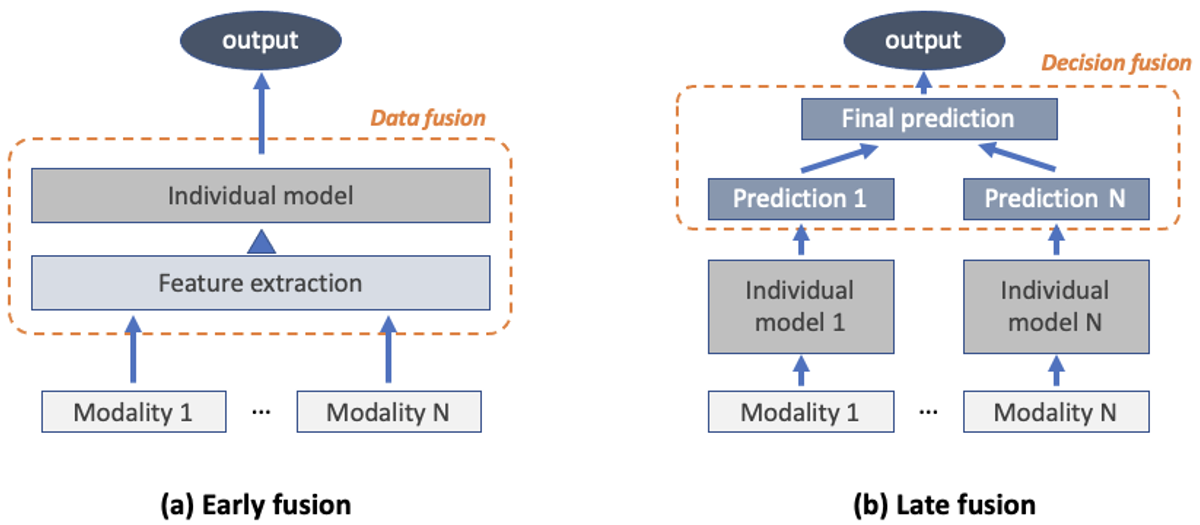 output
Data fusion
Individual model
Feature extraction
Modality 1 ... Modality N
(a) Early fusion
output
Decision fusion
Final prediction
Prediction 1
Prediction N
Individual
model 1
Individual
model N
Modality 1 ... Modality N
(b) Late fusion